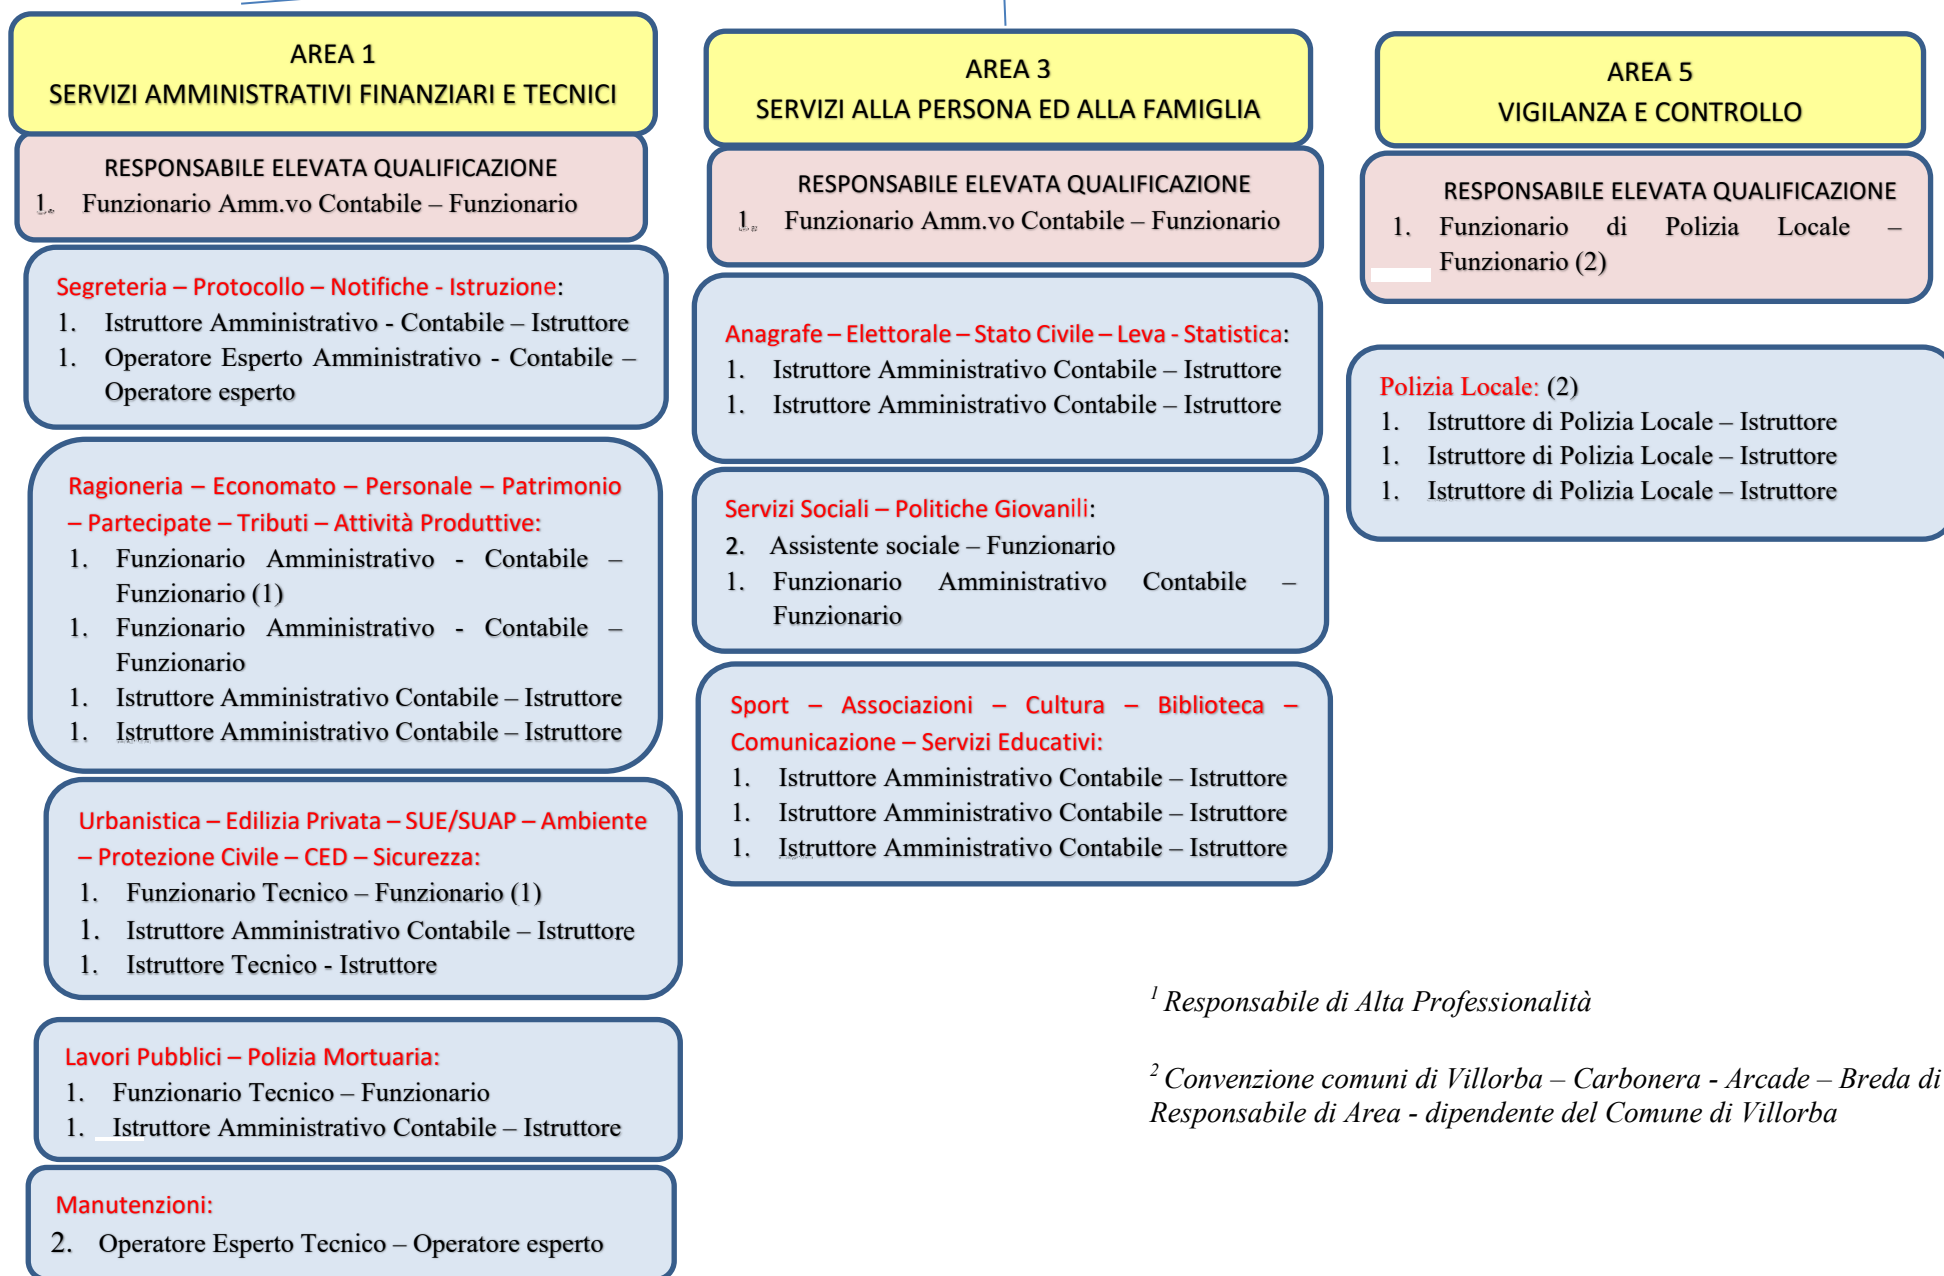 AREA 1
SERVIZI AMMINISTRATIVI FINANZIARI E TECNICI
RESPONSABILE ELEVATA QUALIFICAZIONE
1. Funzionario Amm.vo Contabile – Funzionario
Segreteria – Protocollo – Notifiche - Istruzione:
1. Istruttore Amministrativo - Contabile – Istruttore
1. Operatore Esperto Amministrativo - Contabile –
Operatore esperto
Ragioneria – Economato – Personale – Patrimonio
– Partecipate – Tributi – Attività Produttive:
1. Funzionario Amministrativo - Contabile –
Funzionario (1)
1. Funzionario Amministrativo - Contabile –
Funzionario
1. Istruttore Amministrativo Contabile – Istruttore
1. Istruttore Amministrativo Contabile – Istruttore
Urbanistica – Edilizia Privata – SUE/SUAP – Ambiente
– Protezione Civile – CED – Sicurezza:
1. Funzionario Tecnico – Funzionario (1)
1. Istruttore Amministrativo Contabile – Istruttore
1. Istruttore Tecnico - Istruttore
Lavori Pubblici – Polizia Mortuaria:
1. Funzionario Tecnico – Funzionario
1. Istruttore Amministrativo Contabile – Istruttore
Manutenzioni:
2. Operatore Esperto Tecnico – Operatore esperto
AREA 3
SERVIZI ALLA PERSONA ED ALLA FAMIGLIA
RESPONSABILE ELEVATA QUALIFICAZIONE
1. Funzionario Amm.vo Contabile – Funzionario
Anagrafe – Elettorale – Stato Civile – Leva - Statistica:
1. Istruttore Amministrativo Contabile – Istruttore
1. Istruttore Amministrativo Contabile – Istruttore
Servizi Sociali – Politiche Giovanili:
2. Assistente sociale – Funzionario
1. Funzionario Amministrativo Contabile –
Funzionario
Sport – Associazioni – Cultura – Biblioteca –
Comunicazione – Servizi Educativi:
1. Istruttore Amministrativo Contabile – Istruttore
1. Istruttore Amministrativo Contabile – Istruttore
1. Istruttore Amministrativo Contabile – Istruttore
AREA 5
VIGILANZA E CONTROLLO
RESPONSABILE ELEVATA QUALIFICAZIONE
1. Funzionario di Polizia Locale –
Funzionario (2)
Polizia Locale: (2)
1. Istruttore di Polizia Locale – Istruttore
1. Istruttore di Polizia Locale – Istruttore
1. Istruttore di Polizia Locale – Istruttore
1 Responsabile di Alta Professionalità
2 Convenzione comuni di Villorba – Carbonera - Arcade – Breda di
Responsabile di Area - dipendente del Comune di Villorba